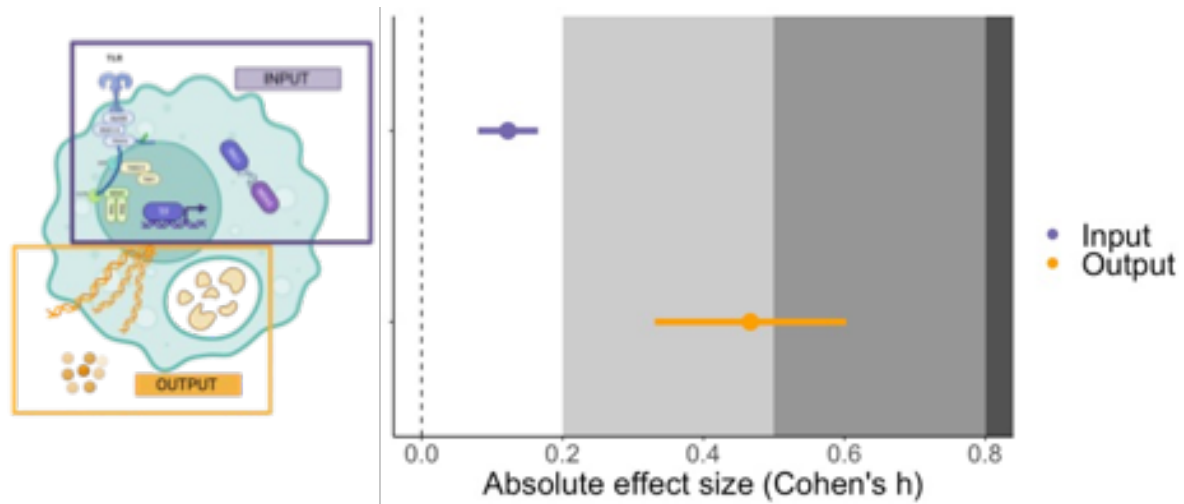 TLR
INPUT
OUTPUT
0.0
0.2
0.4
0.6
0.8
Absolute effect size (Cohen's h)
Input
Output